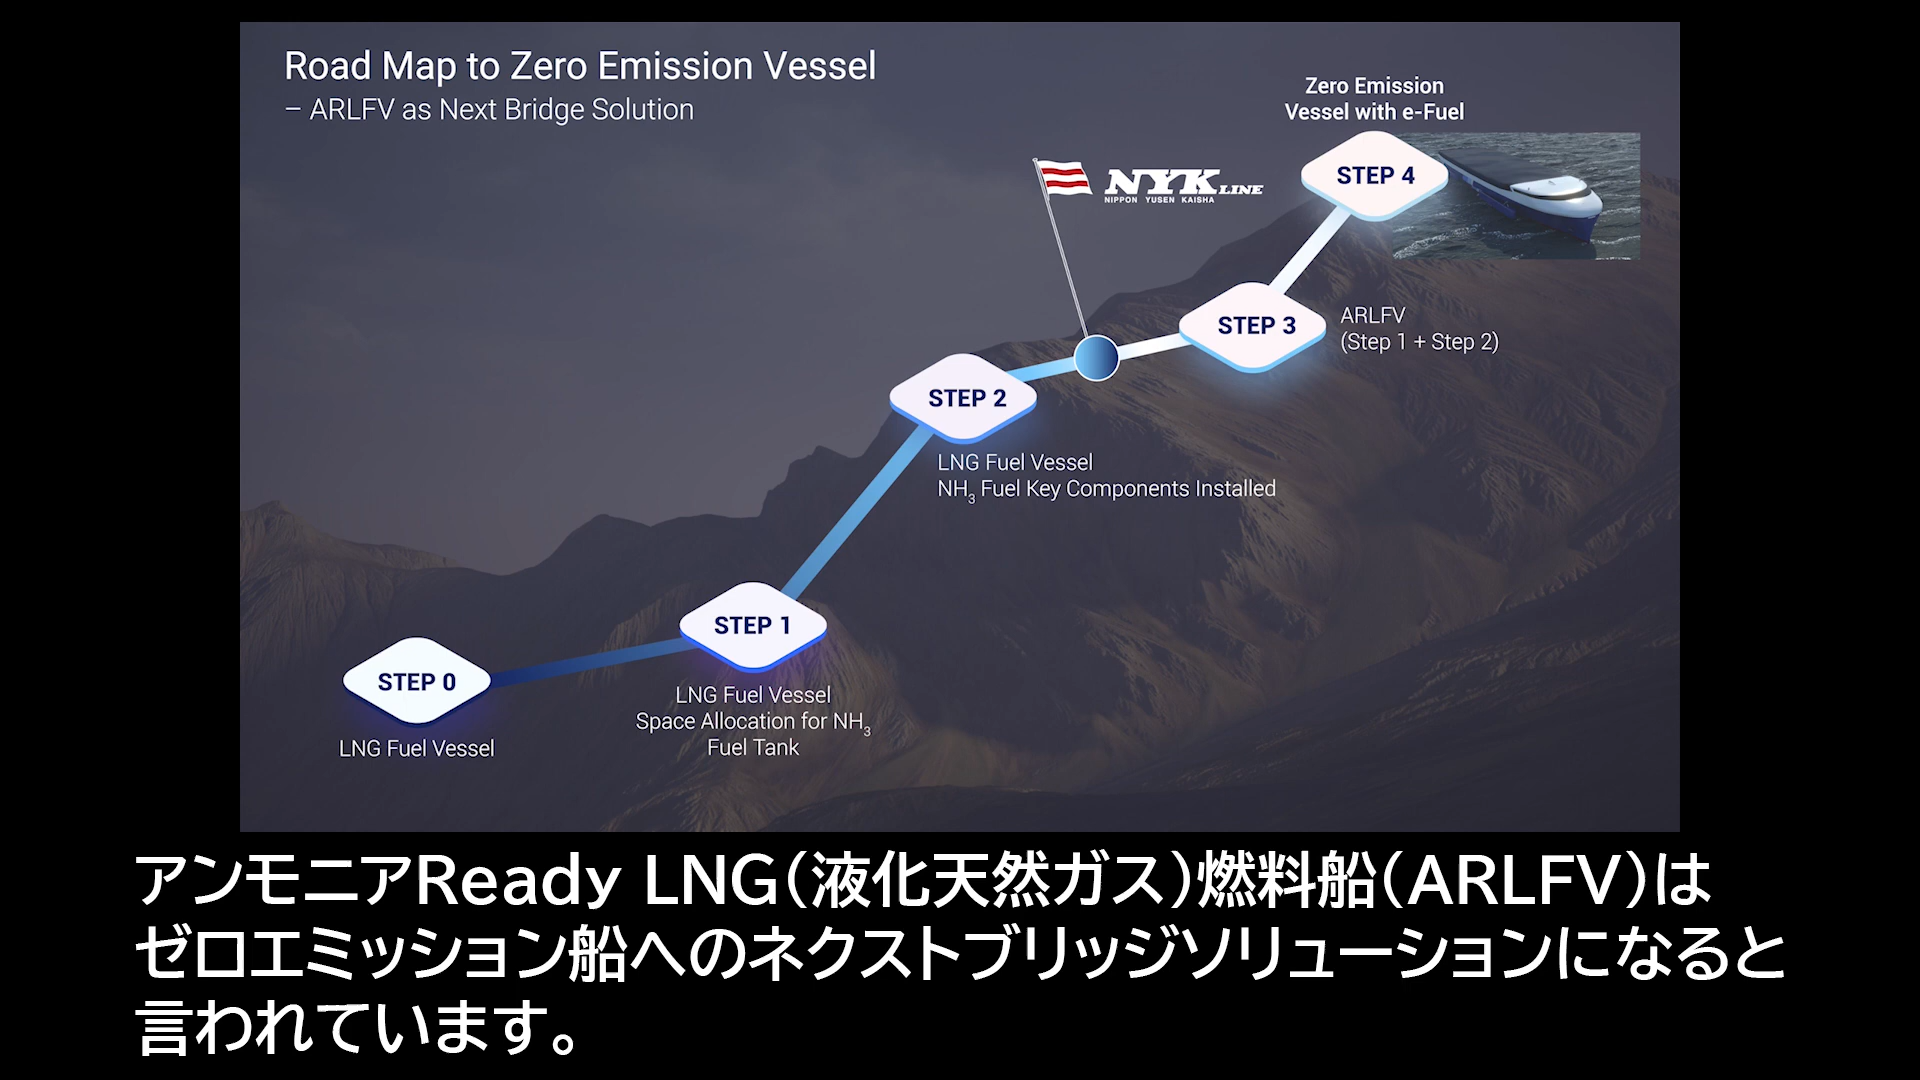 Road Map to Zero Emission Vessel
– ARLFV as Next Bridge Solution
Zero Emission
Vessel with e-Fuel
STEP 4
NYK LINE
NIPPON YUSEN KAISHA
STEP 3
ARLFV
(Step 1 + Step 2)
STEP 2
LNG Fuel Vessel
NH₃ Fuel Key Components Installed
STEP 1
LNG Fuel Vessel
Space Allocation for NH₃
Fuel Tank
STEP 0
LNG Fuel Vessel
アンモニアReady LNG(液化天然ガス)燃料船(ARLFV)は
ゼロエミッション船へのネクストブリッジソリューションになると
言われています。